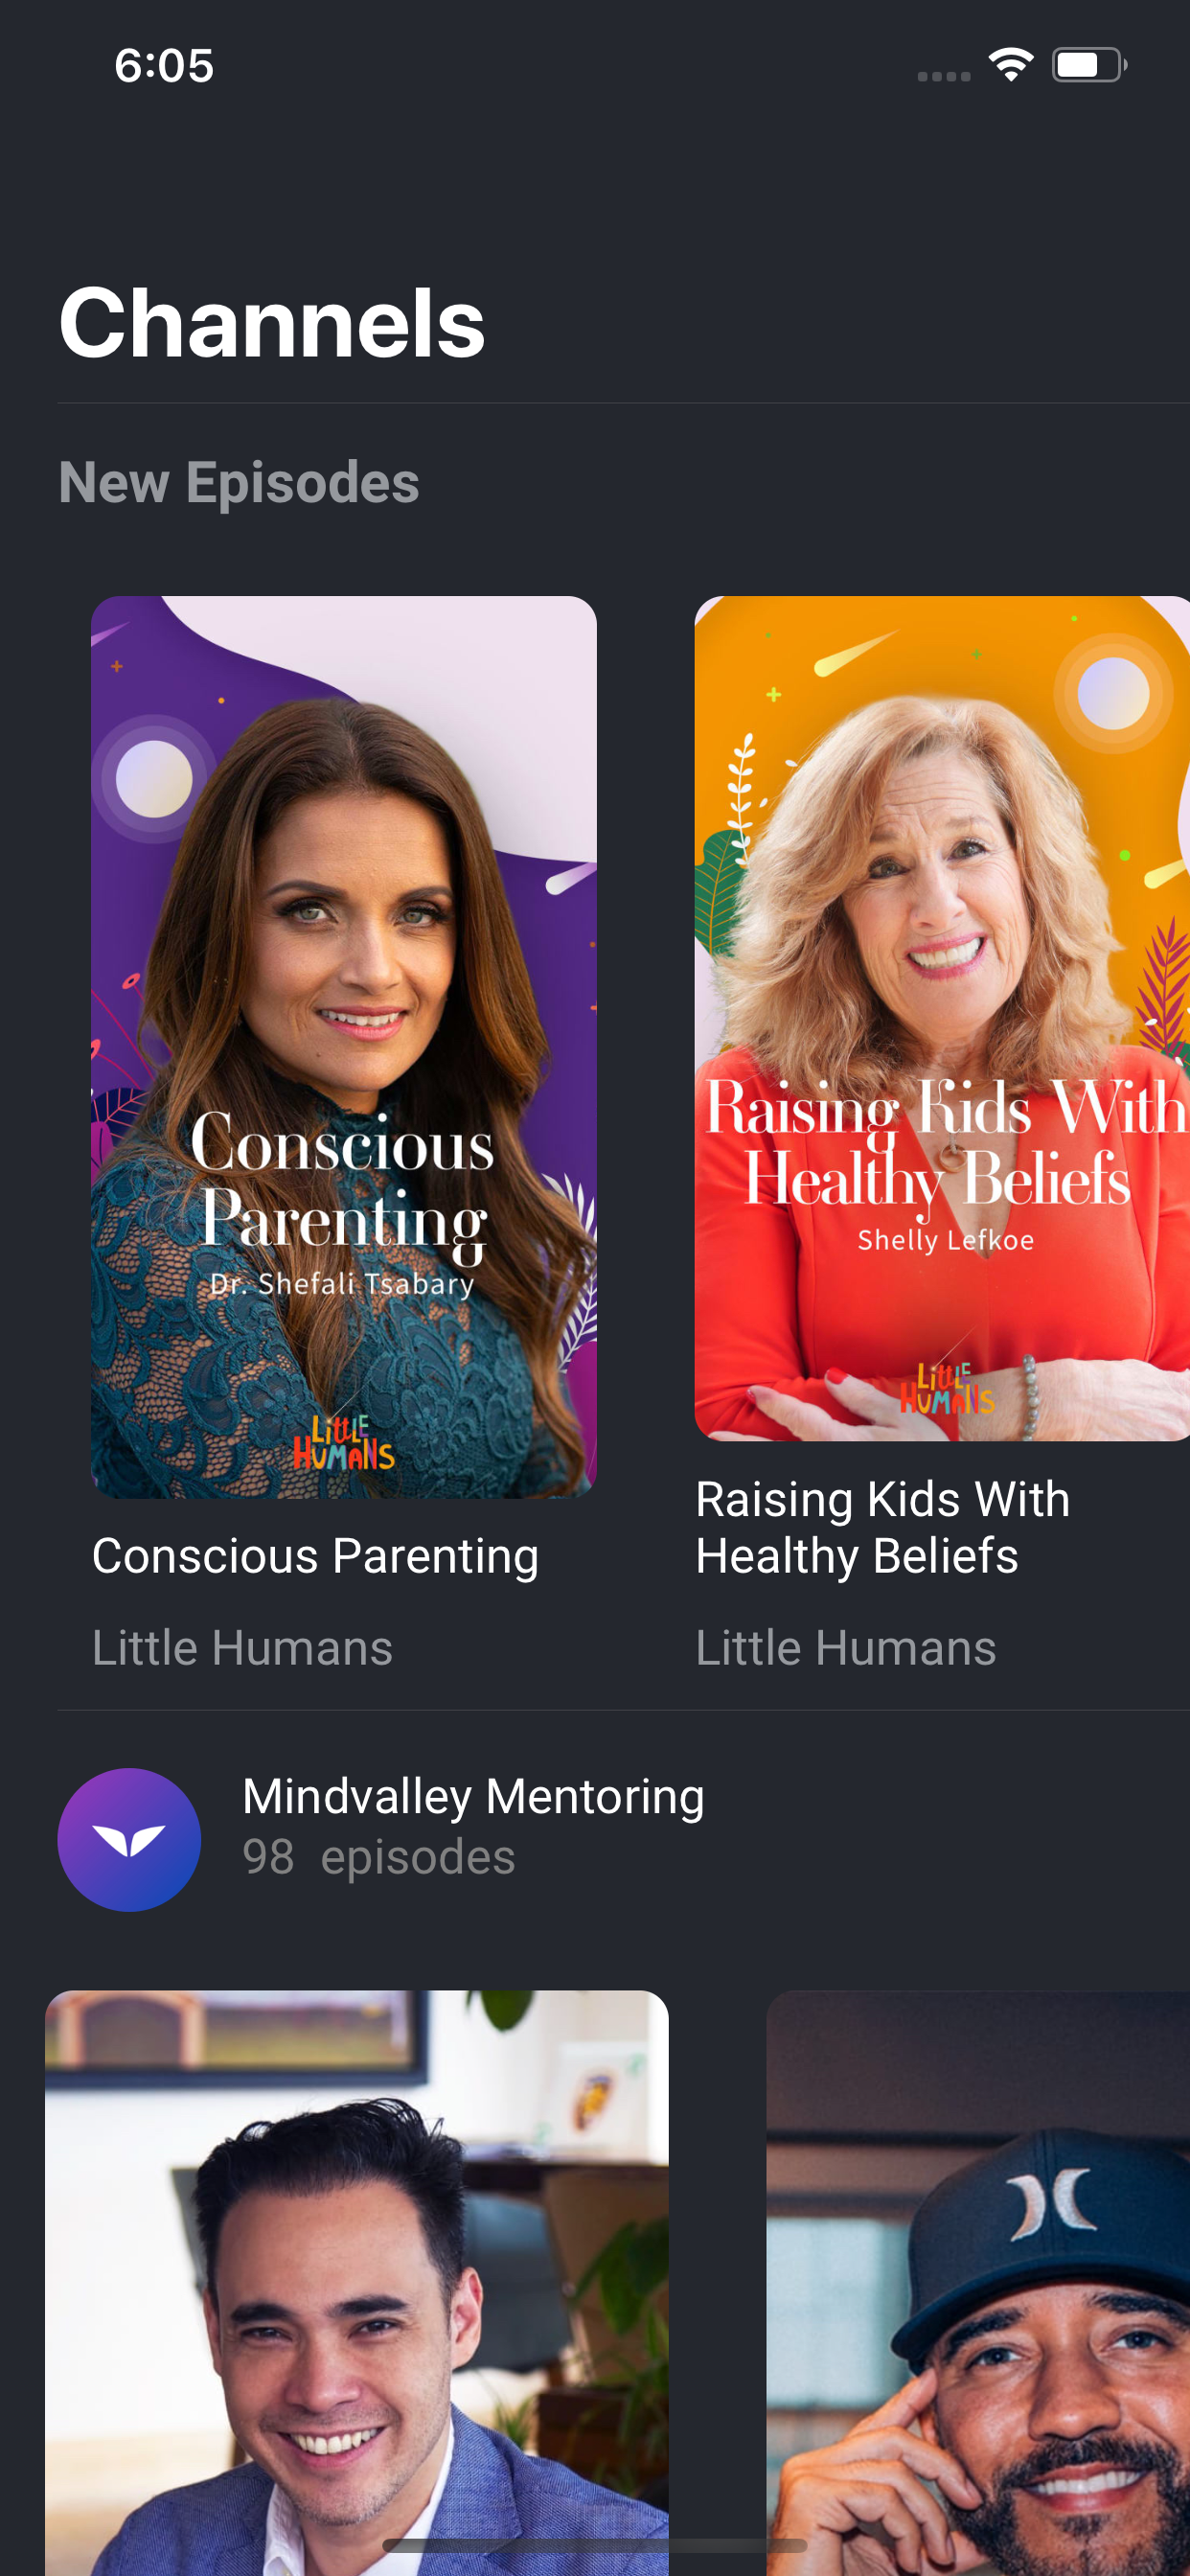 6:05
Channels
New Episodes
Conscious
Parenting
Dr. Shefali Tsabary
LittLE
HUMANS
Raising Kids With
Healthy Beliefs
Shelly Lefkoe
LittLE
HUMANS
Conscious Parenting
Little Humans
Raising Kids With
Healthy Beliefs
Little Humans
Mindvalley Mentoring
98 episodes